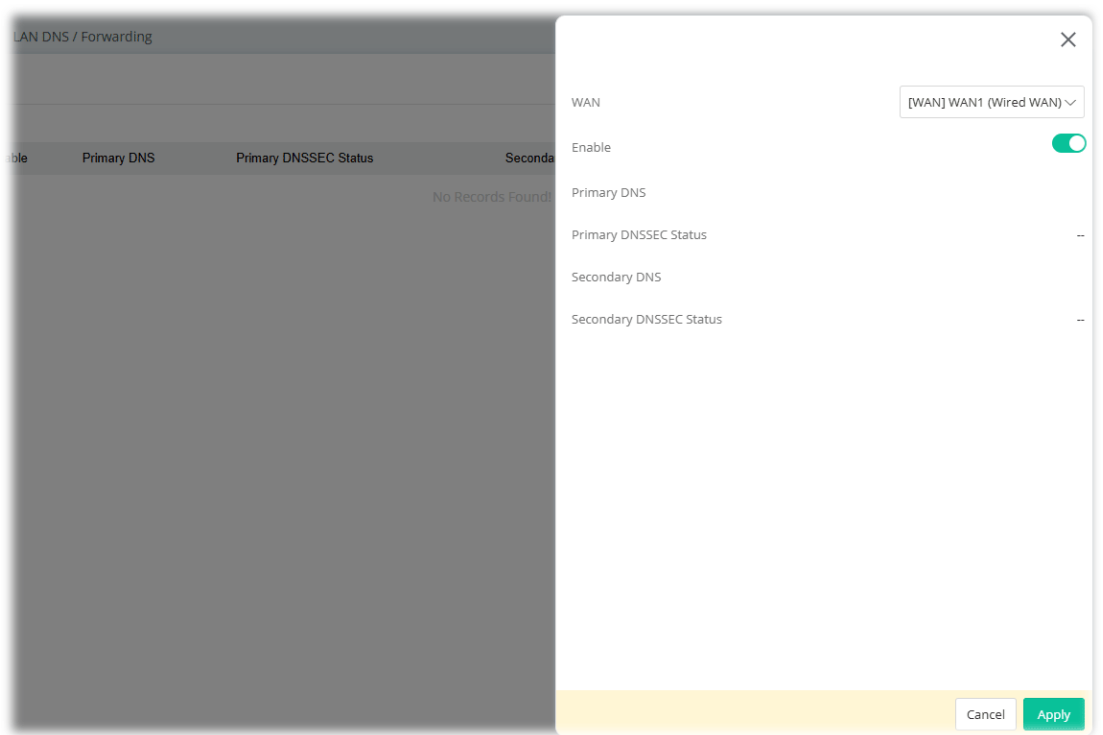 LAN DNS / Forwarding
Primary DNS
Primary DNSSEC Status
No Records Found!
WAN
[WAN] WAN1 (Wired WAN)
Enable
Primary DNS
Primary DNSSEC Status
--
Secondary DNS
Secondary DNSSEC Status
--
Cancel
Apply